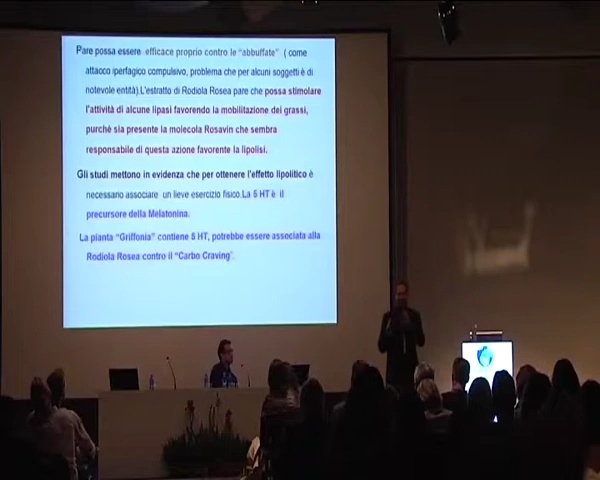 Pare possa essere efficace proprio contro le "abbuffate" ( come
attacco iperfagico compulsivo, problema che per alcuni soggetti è di
notevole entità).L'estratto di Rodiola Rosea pare che possa stimolare
l'attività di alcune lipasi favorendo la mobilitazione dei grassi,
purchè sia presente la molecola Rosavin che sembra
responsabile di questa azione favorente la lipolisi.
Gli studi mettono in evidenza che per ottenere l'effetto lipolitico è
necessario associare un lieve esercizio fisico.La 5 HT è il
precursore della Melatonina.
La pianta "Griffonia" contiene 5 HT, potrebbe essere associata alla
Rodiola Rosea contro il "Carbo Craving".